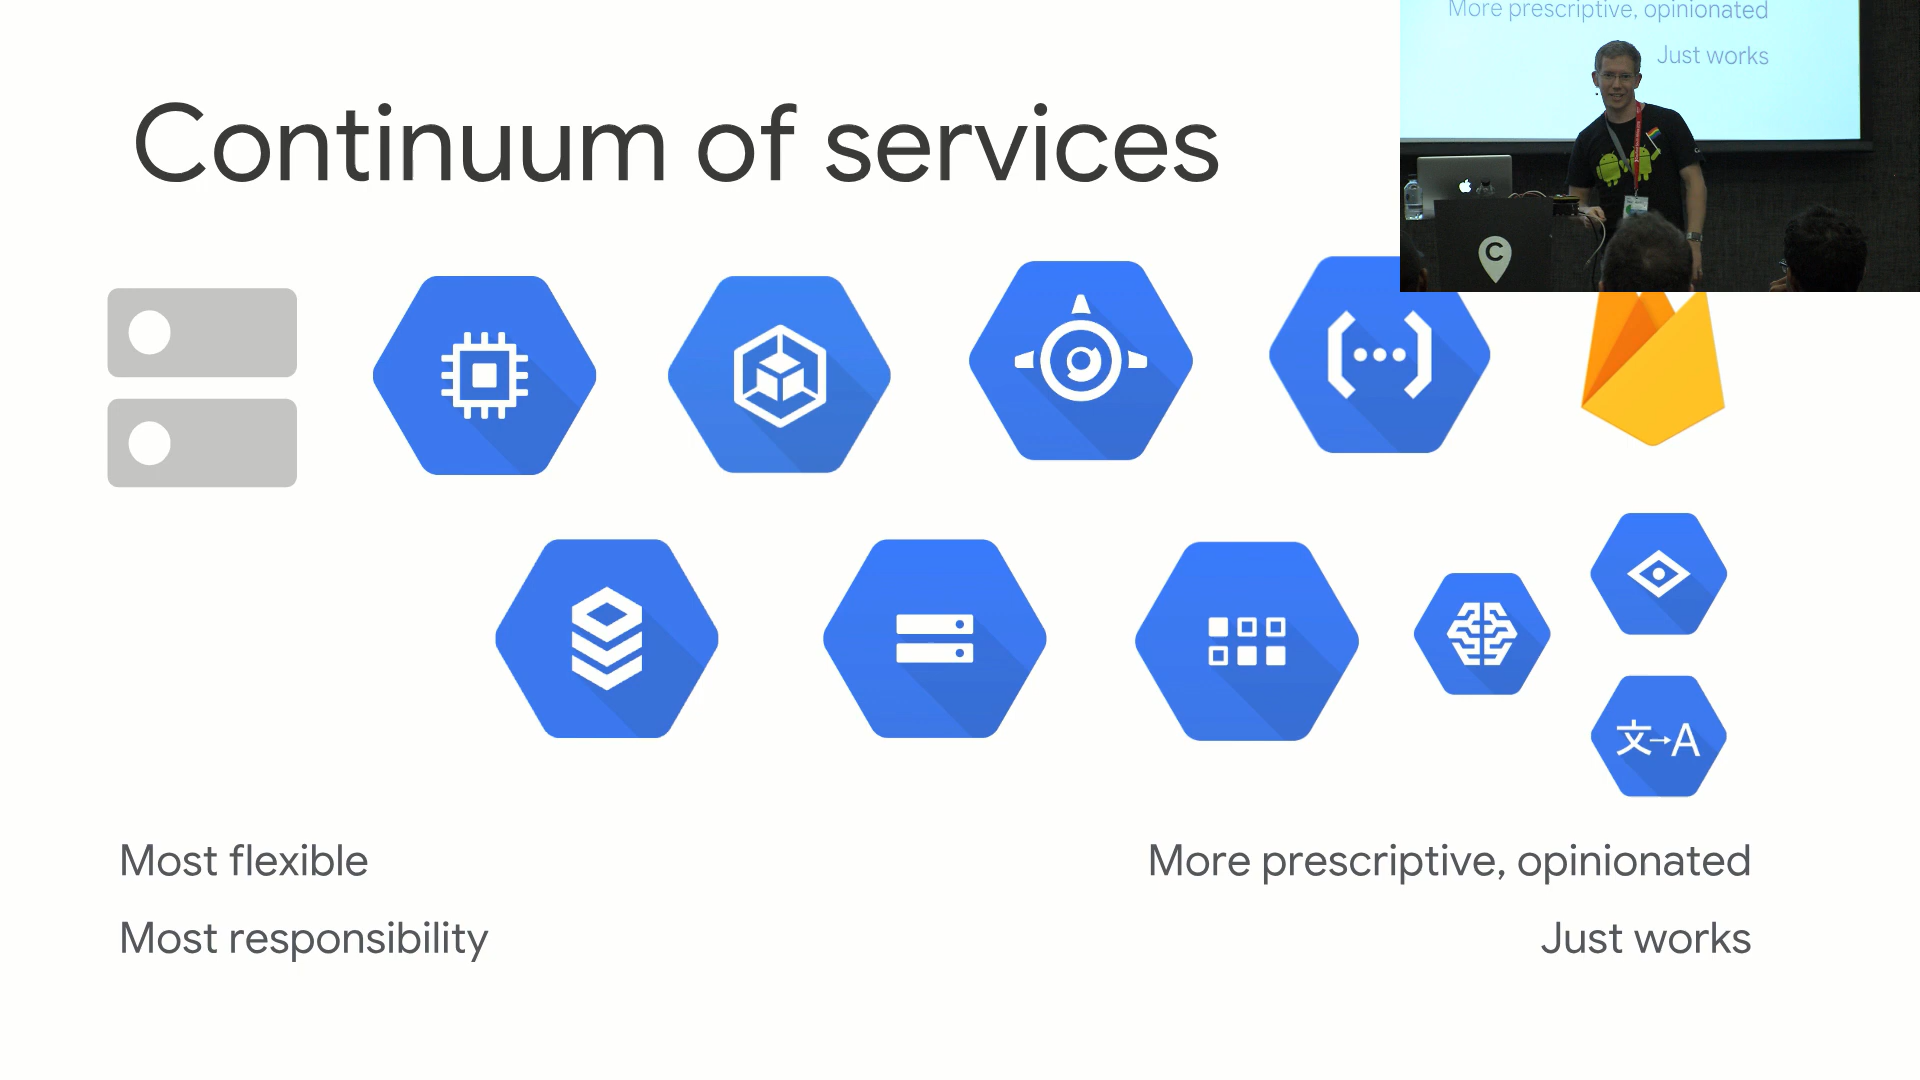 More prescriptive, opinionated
Just works
Continuum of services
C
文→A
Most flexible
More prescriptive, opinionated
Most responsibility
Just works